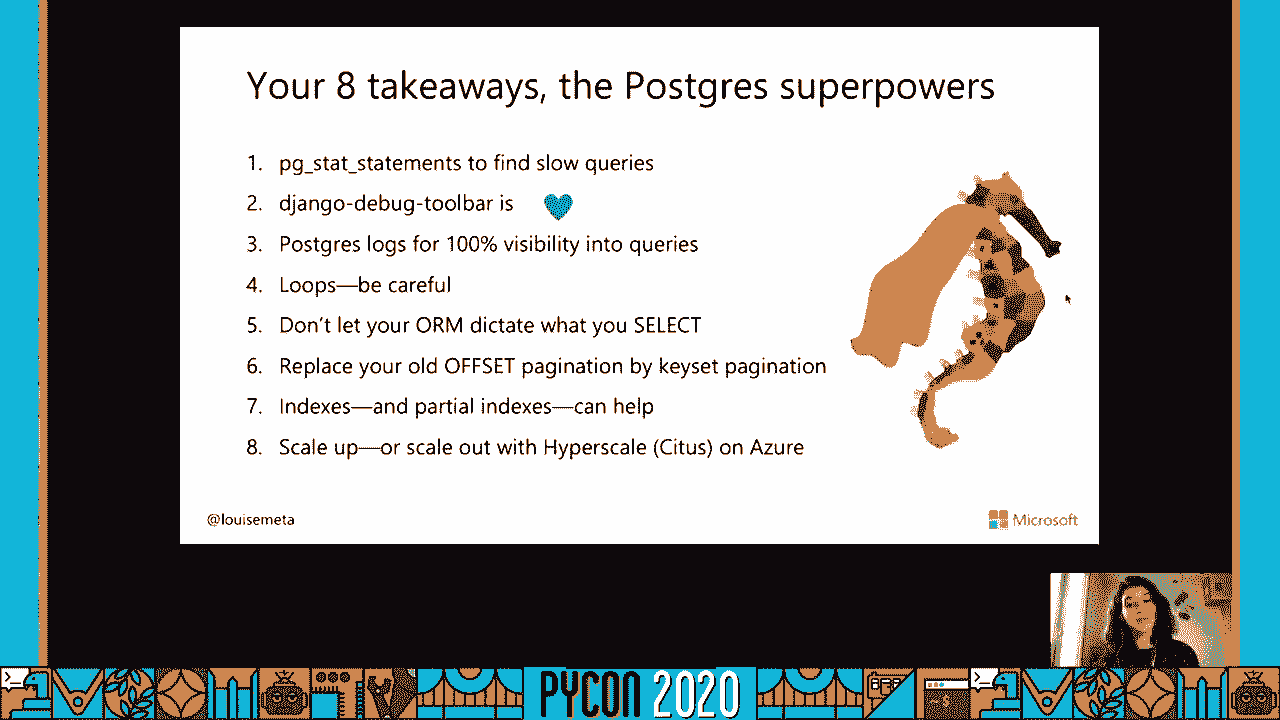 Your 8 takeaways, the Postgres superpowers
1. pg_stat_statements to find slow queries
2. django-debug-toolbar is
3. Postgres logs for 100% visibility into queries
4. Loops—be careful
5. Don’t let your ORM dictate what you SELECT
6. Replace your old OFFSET pagination by keyset pagination
7. Indexes—and partial indexes—can help
8. Scale up—or scale out with Hyperscale (Citus) on Azure
@louisemeta
Microsoft
PYCON 2020